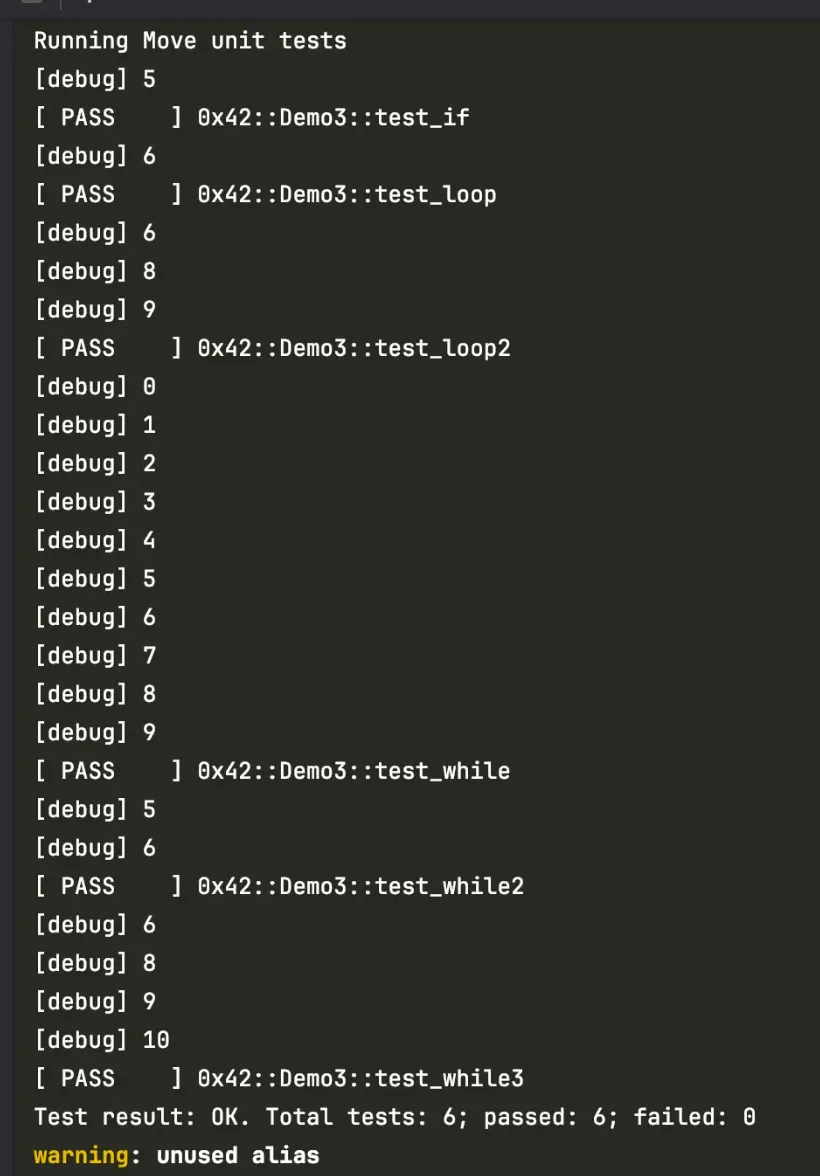 Running Move unit tests
[debug] 5
[ PASS    ] 0x42::Demo3::test_if
[debug] 6
[ PASS    ] 0x42::Demo3::test_loop
[debug] 6
[debug] 8
[debug] 9
[ PASS    ] 0x42::Demo3::test_loop2
[debug] 0
[debug] 1
[debug] 2
[debug] 3
[debug] 4
[debug] 5
[debug] 6
[debug] 7
[debug] 8
[debug] 9
[ PASS    ] 0x42::Demo3::test_while
[debug] 5
[debug] 6
[ PASS    ] 0x42::Demo3::test_while2
[debug] 6
[debug] 8
[debug] 9
[debug] 10
[ PASS    ] 0x42::Demo3::test_while3
Test result: OK. Total tests: 6; passed: 6; failed: 0
warning: unused alias